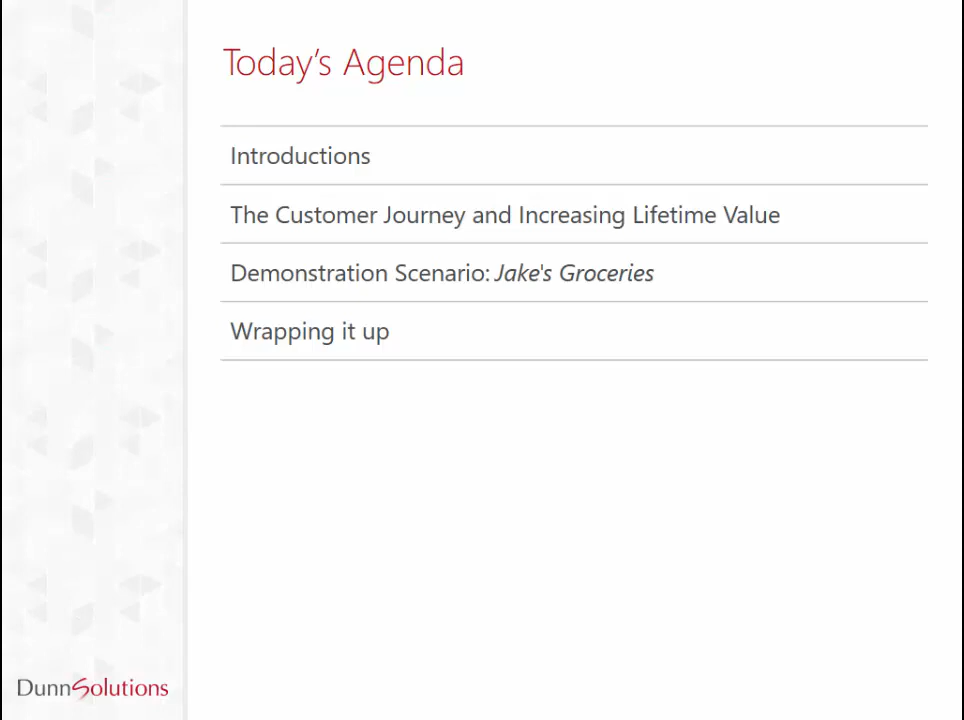 Today’s Agenda
Introductions
The Customer Journey and Increasing Lifetime Value
Demonstration Scenario: Jake's Groceries
Wrapping it up
DunnSolutions